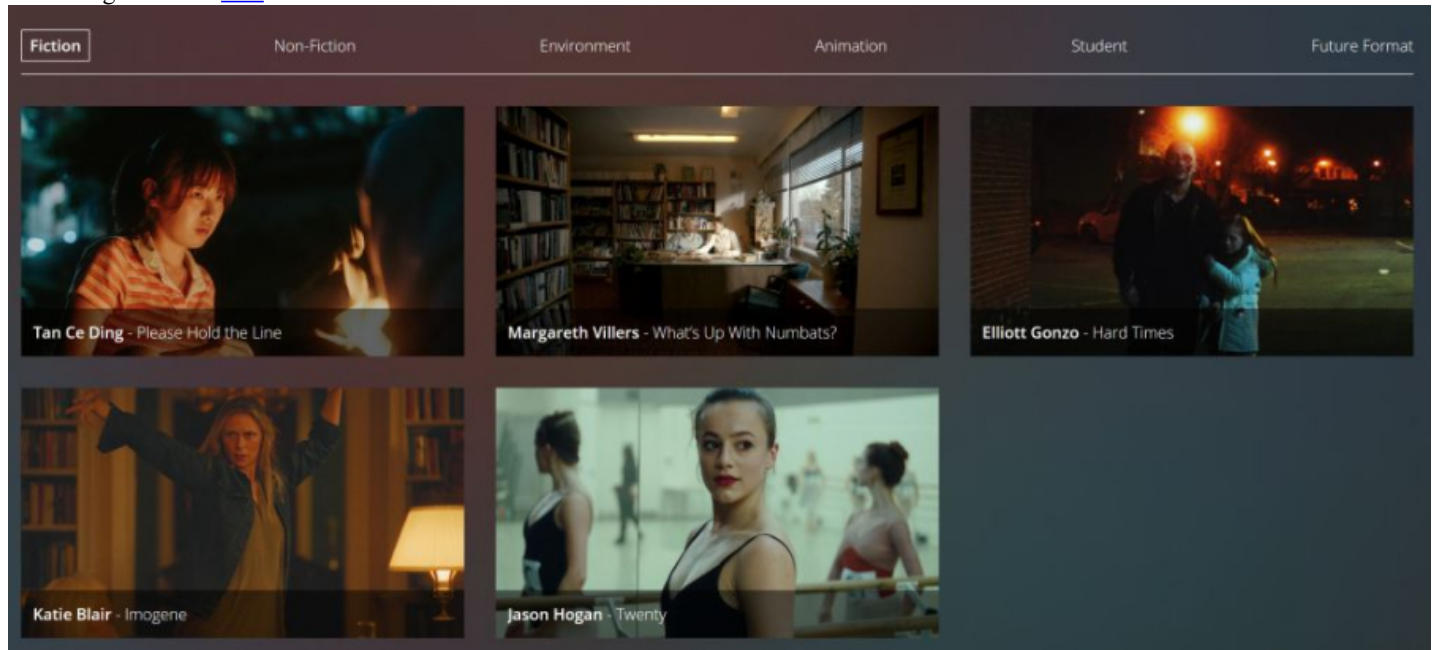 Fiction
Non-Fiction
Environment
Animation
Student
Future Format
Tan Ce Ding - Please Hold the Line
Margareth Villers - What's Up With Numbats?
Elliott Gonzo - Hard Times
Katie Blair - Imogene
Jason Hogan - Twenty